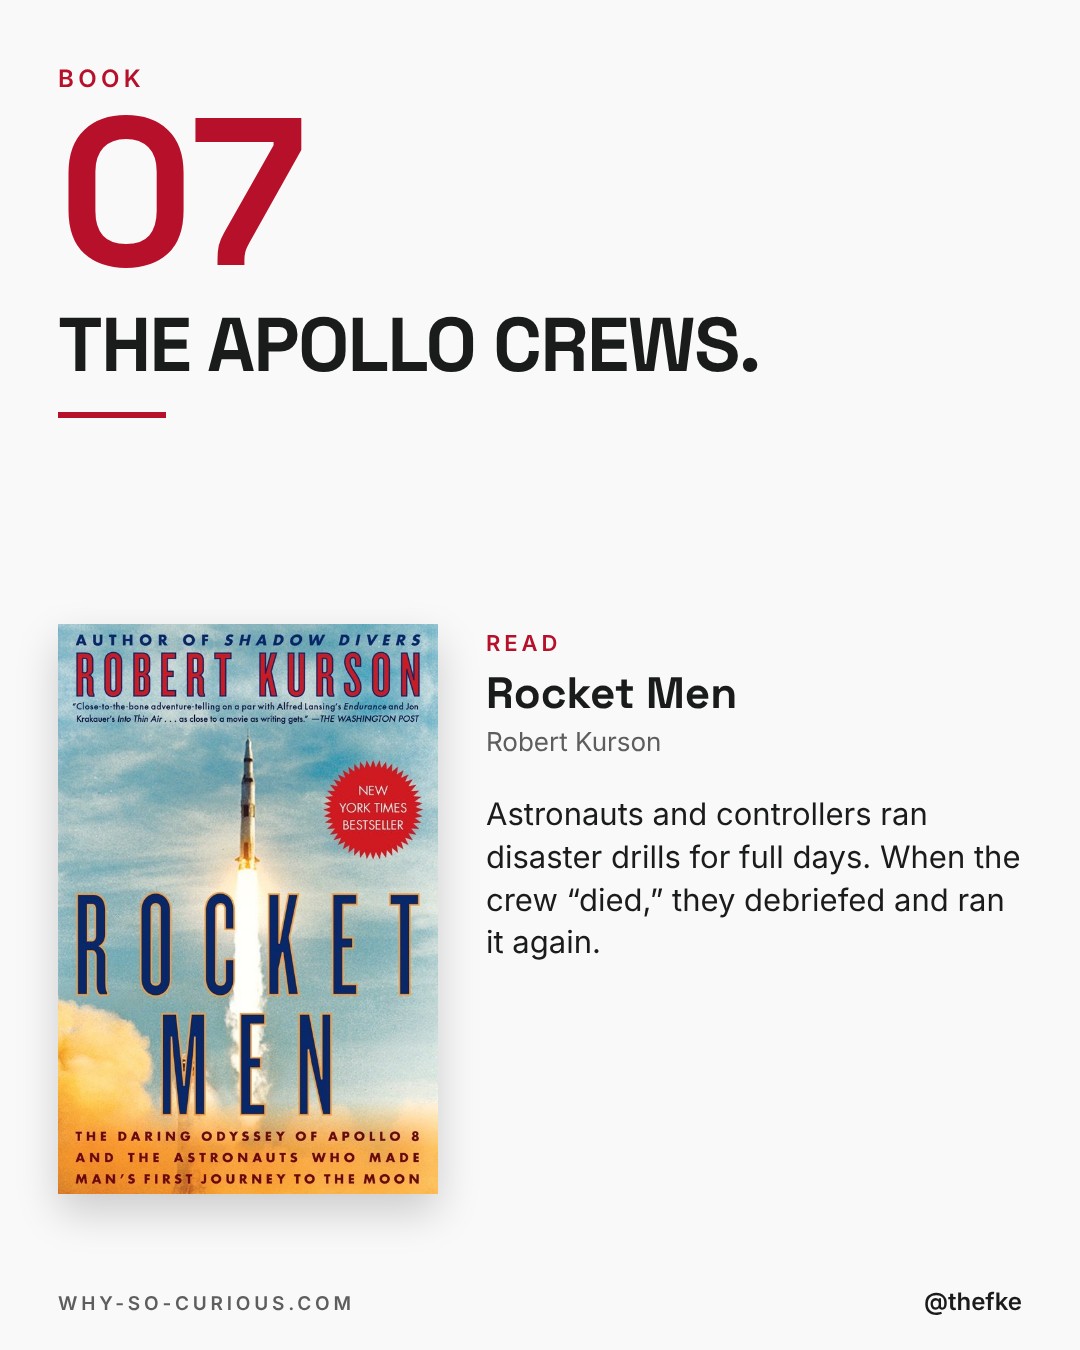 BOOK
07
THE APOLLO CREWS.
AUTHOR OF SHADOW DIVERS
ROBERT KURSON
“Close-to-the-bone adventure-telling on a par with Alfred Lansing’s Endurance and Jon
Krakauer’s Into Thin Air . . . as close to a movie as writing gets.” —THE WASHINGTON POST
NEW
YORK TIMES
BESTSELLER
ROCKET
MEN
THE DARING ODYSSEY OF APOLLO 8
AND THE ASTRONAUTS WHO MADE
MAN’S FIRST JOURNEY TO THE MOON
READ
Rocket Men
Robert Kurson
Astronauts and controllers ran
disaster drills for full days. When the
crew “died,” they debriefed and ran
it again.
WHY-SO-CURIOUS.COM
@thefke